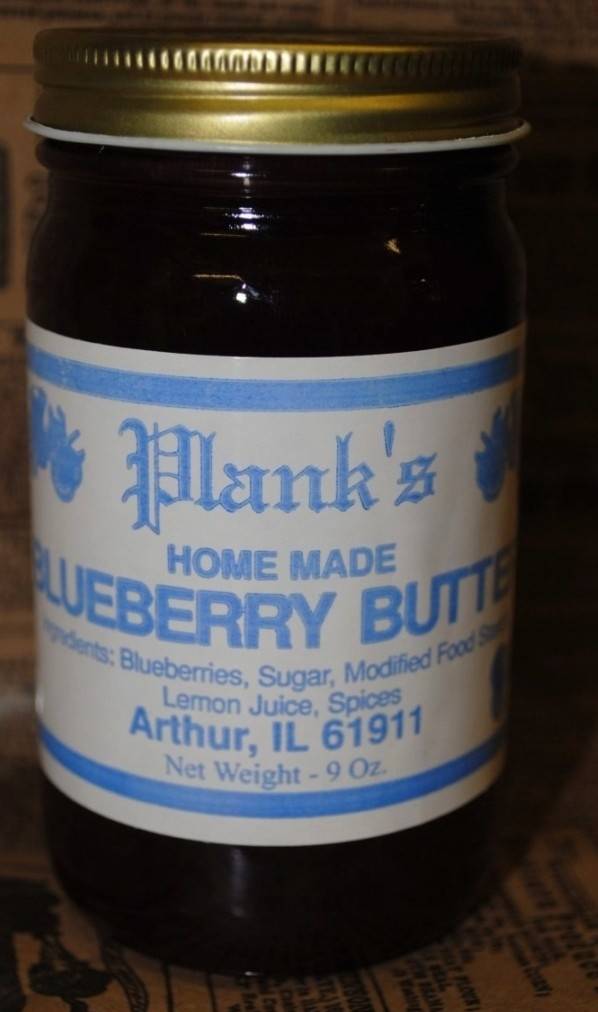 Plank's
HOME MADE
BLUEBERRY BUTTE
Ingredients: Blueberries, Sugar, Modified Food
Lemon Juice, Spices
Arthur, IL 61911
Net Weight - 9 Oz.